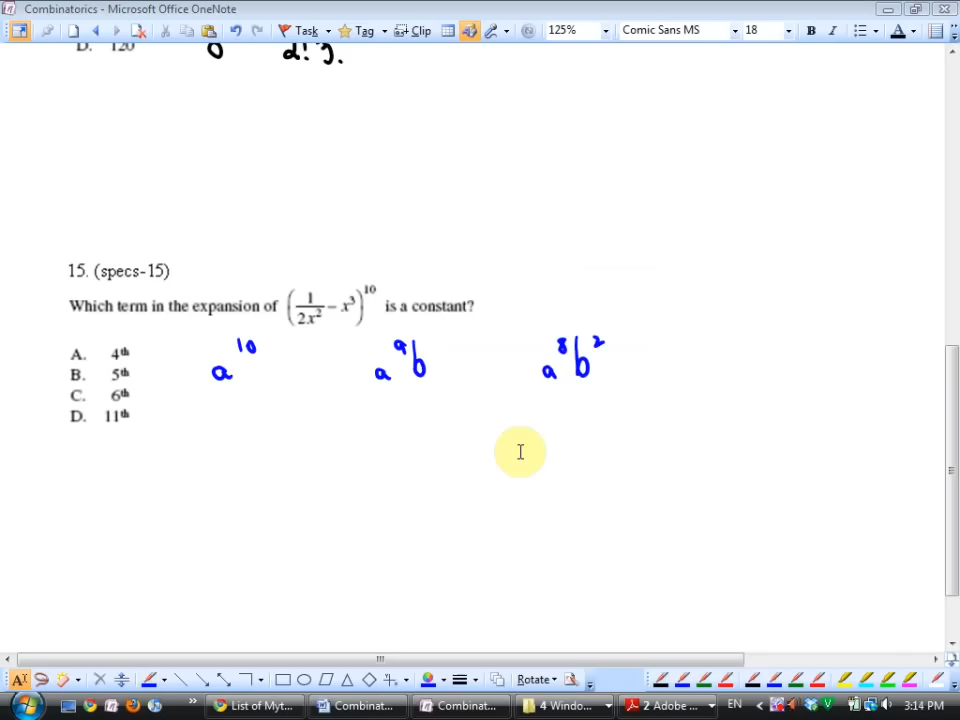 Combinatorics - Microsoft Office OneNote
Task Tag Clip 125% Comic Sans MS 18 B I A
D. 120 2! 3!
15. (specs-15)
Which term in the expansion of (1/2x² − x³)¹⁰ is a constant?
A. 4th a¹⁰ a⁹b a⁸b²
B. 5th
C. 6th
D. 11th
A Rotate
List of Myt... Combinat... Combinat... 4 Windo... 2 Adobe ... EN 3:14 PM